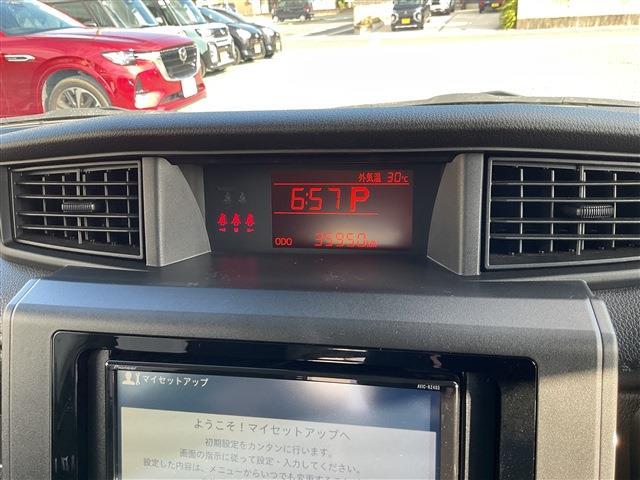 外気温 30℃
6:57 P
ODO 35950km
AVIC-RZ400
マイセットアップ
ようこそ！マイセットアップへ
初期設定をカンタンに行います。
画面の指示に従って設定・入力してください。
設定した内容は、メニューからいつでも変更する